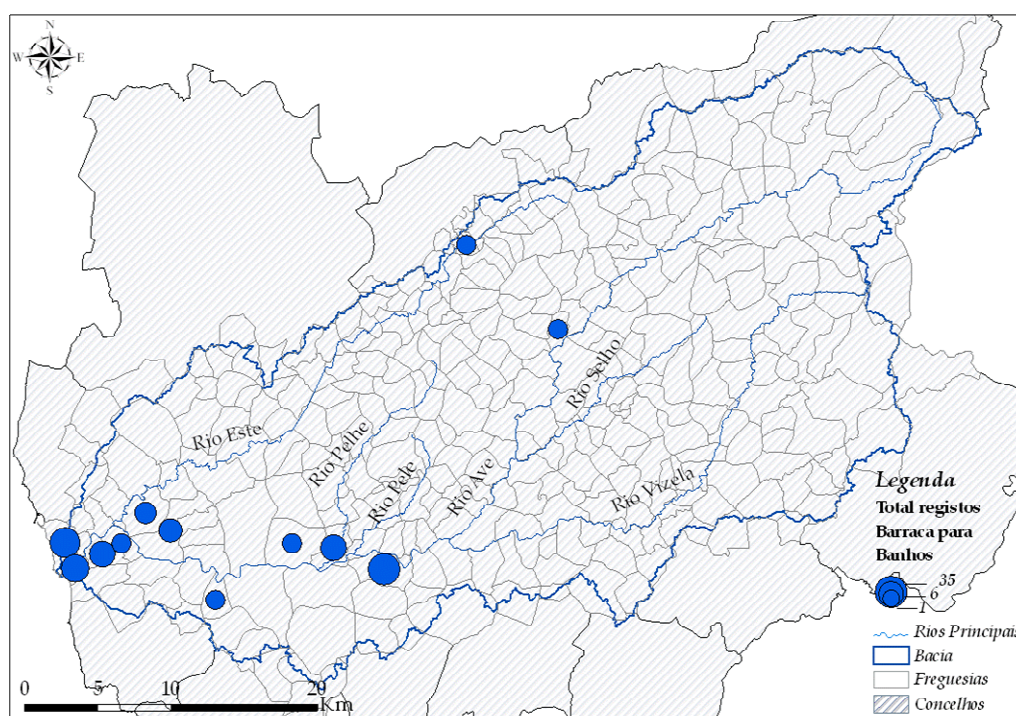 N
W E
S
Rio Este
Rio Pelhe
Rio Pele
Rio Ave
Rio Selho
Rio Vizela
Legenda
Total registos
Barraca para
Banhos
35
6
1
Rios Principais
Bacia
Freguesias
Concelhos
0 5 10 20
Km